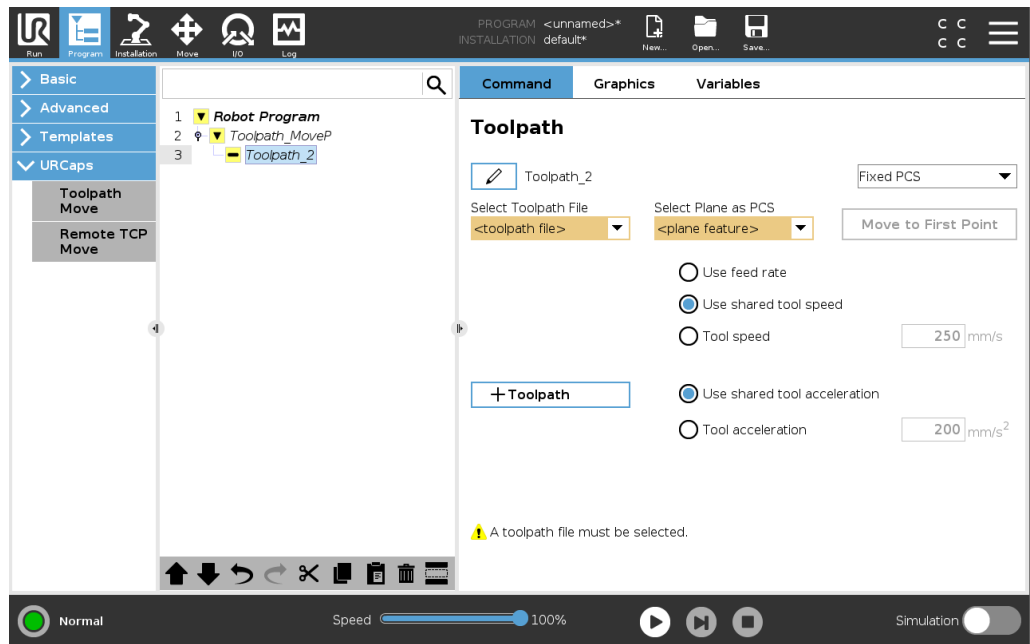 PROGRAM <unnamed>*
INSTALLATION default*
UR
Run
Program
Installation
Move
I/O
Log
New...
Open...
Save...
C C
C C
Basic
Advanced
Templates
URCaps
Toolpath
Move
Remote TCP
Move
1 Robot Program
2 Toolpath_MoveP
3 Toolpath_2
Command Graphics Variables
Toolpath
Toolpath_2
Fixed PCS
Select Toolpath File
<toolpath file>
Select Plane as PCS
<plane feature>
Move to First Point
Use feed rate
Use shared tool speed
Tool speed 250 mm/s
+Toolpath
Use shared tool acceleration
Tool acceleration 200 mm/s²
A toolpath file must be selected.
Normal
Speed 100%
Simulation